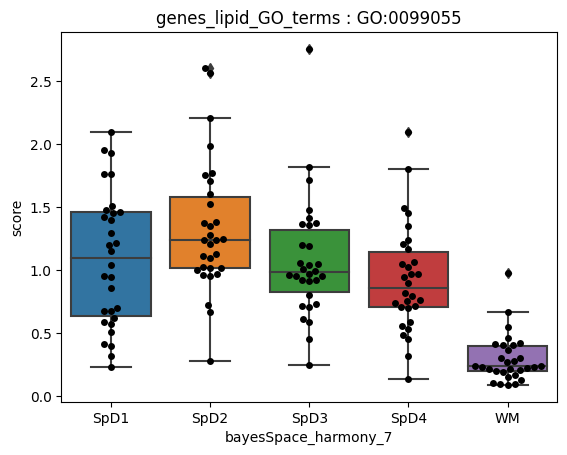 genes_lipid_GO_terms : GO:0099055
score
2.5
2.0
1.5
1.0
0.5
0.0
SpD1 SpD2 SpD3 SpD4 WM
bayesSpace_harmony_7